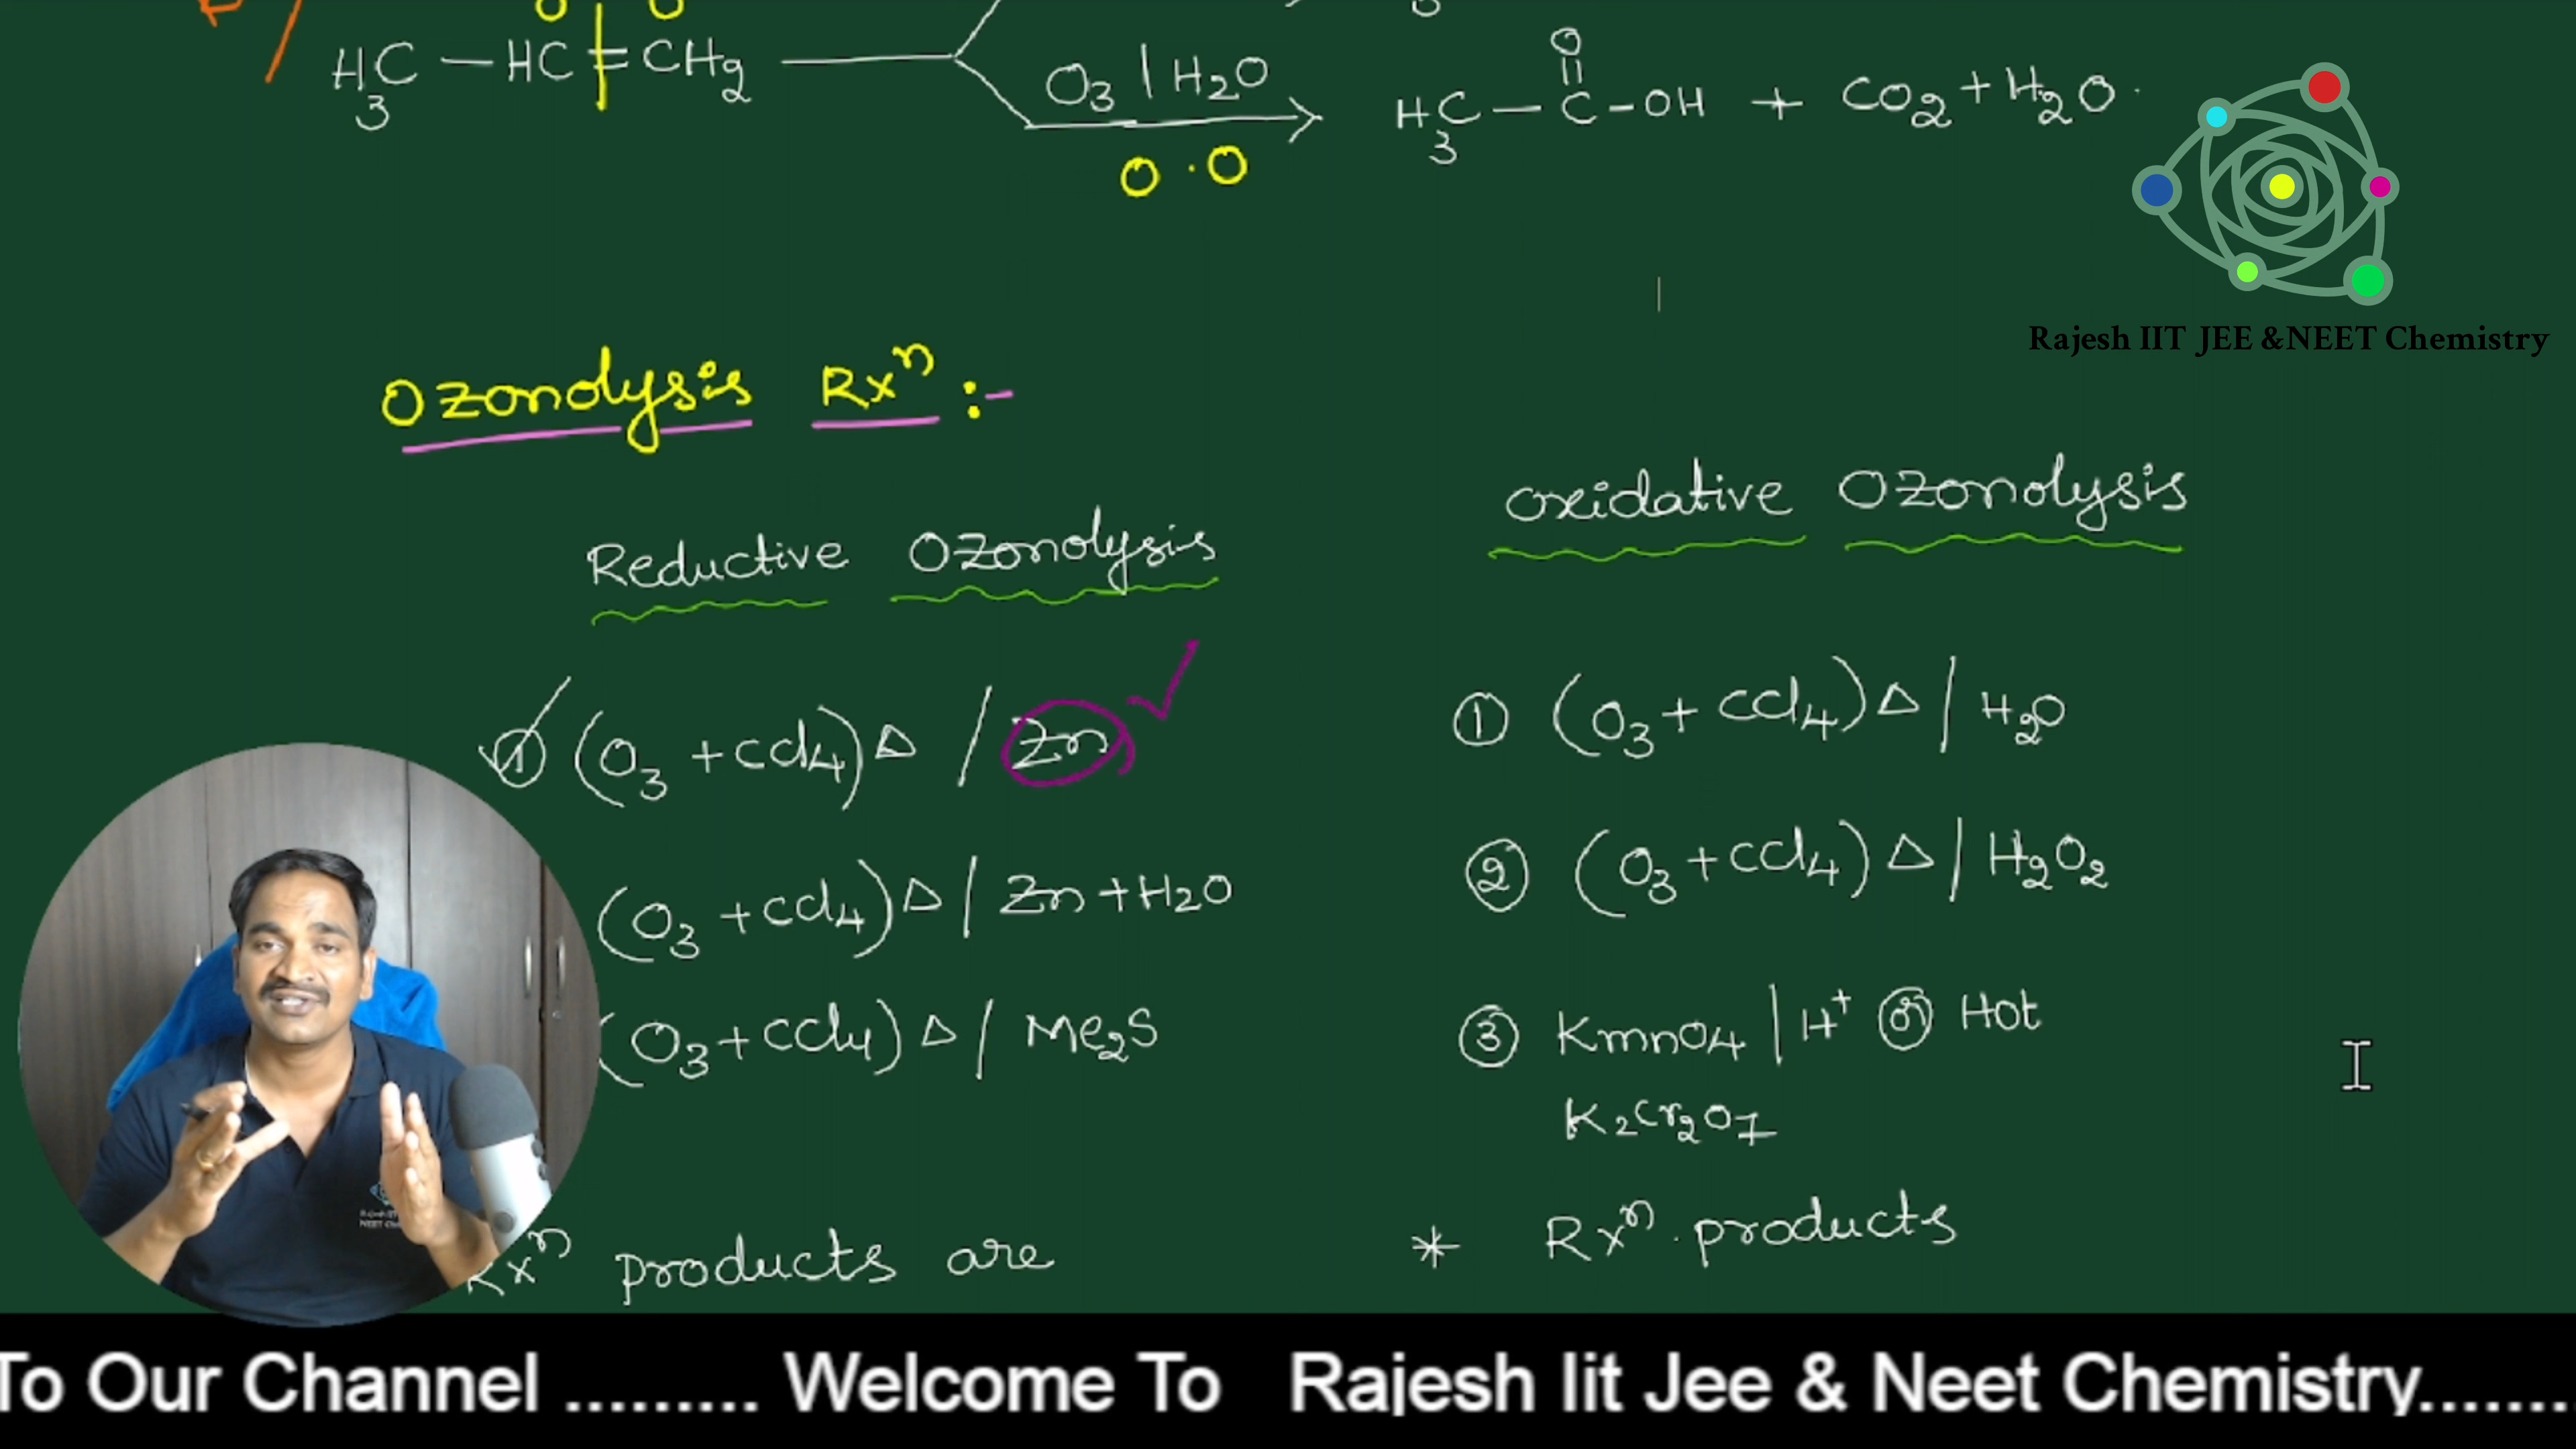 H3C — HC = CH2
O3 | H2O
O.O
H3C — C — OH + CO2 + H2O.
O
Rajesh IIT JEE &NEET Chemistry
Ozonolysis Rxⁿ :-
Reductive Ozonolysis
① (O3 + ccl4) Δ / Zn ✓
(O3 + ccl4) Δ | Zn + H2O
(O3 + ccl4) Δ | Me2S
Rxⁿ products are
oxidative Ozonolysis
① (O3 + ccl4) Δ | H2O
② (O3 + ccl4) Δ | H2O2
③ KmnO4 | H⁺ or Hot
K2Cr2O7
* Rxⁿ. products
To Our Channel ......... Welcome To Rajesh Iit Jee & Neet Chemistry........